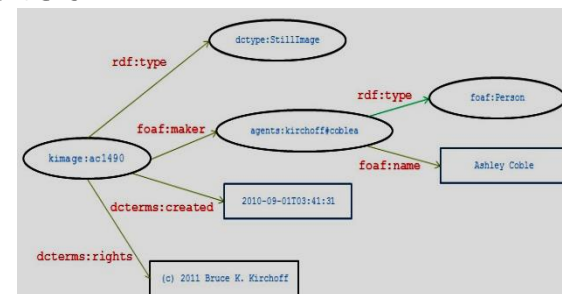 dctype:StillImage
rdf:type
rdf:type
foaf:Person
foaf:maker
agents:kirchoff#coblea
kimage:ac1490
foaf:name
Ashley Coble
dcterms:created
2010-09-01T03:41:31
dcterms:rights
(c) 2011 Bruce K. Kirchoff